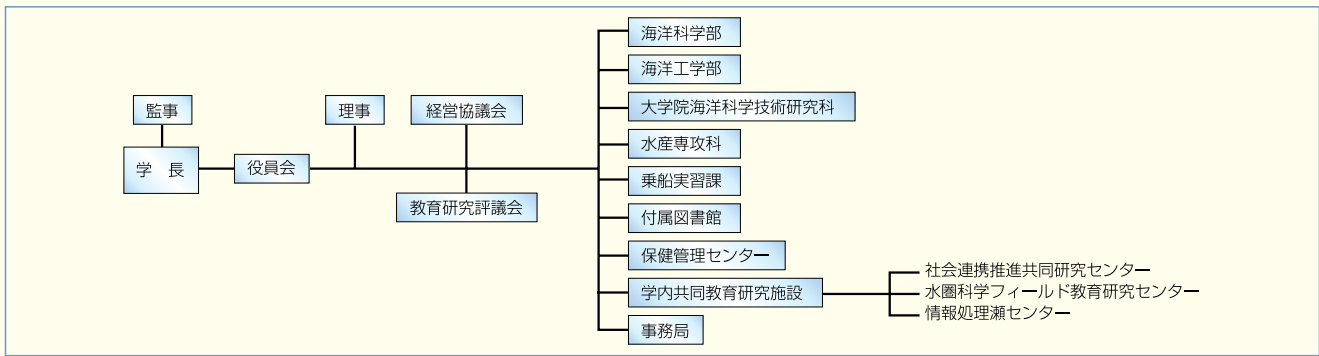 監事
学　長
役員会
理事
経営協議会
教育研究評議会
海洋科学部
海洋工学部
大学院海洋科学技術研究科
水産専攻科
乗船実習課
付属図書館
保健管理センター
学内共同教育研究施設
社会連携推進共同研究センター
水圏科学フィールド教育研究センター
情報処理瀬センター
事務局